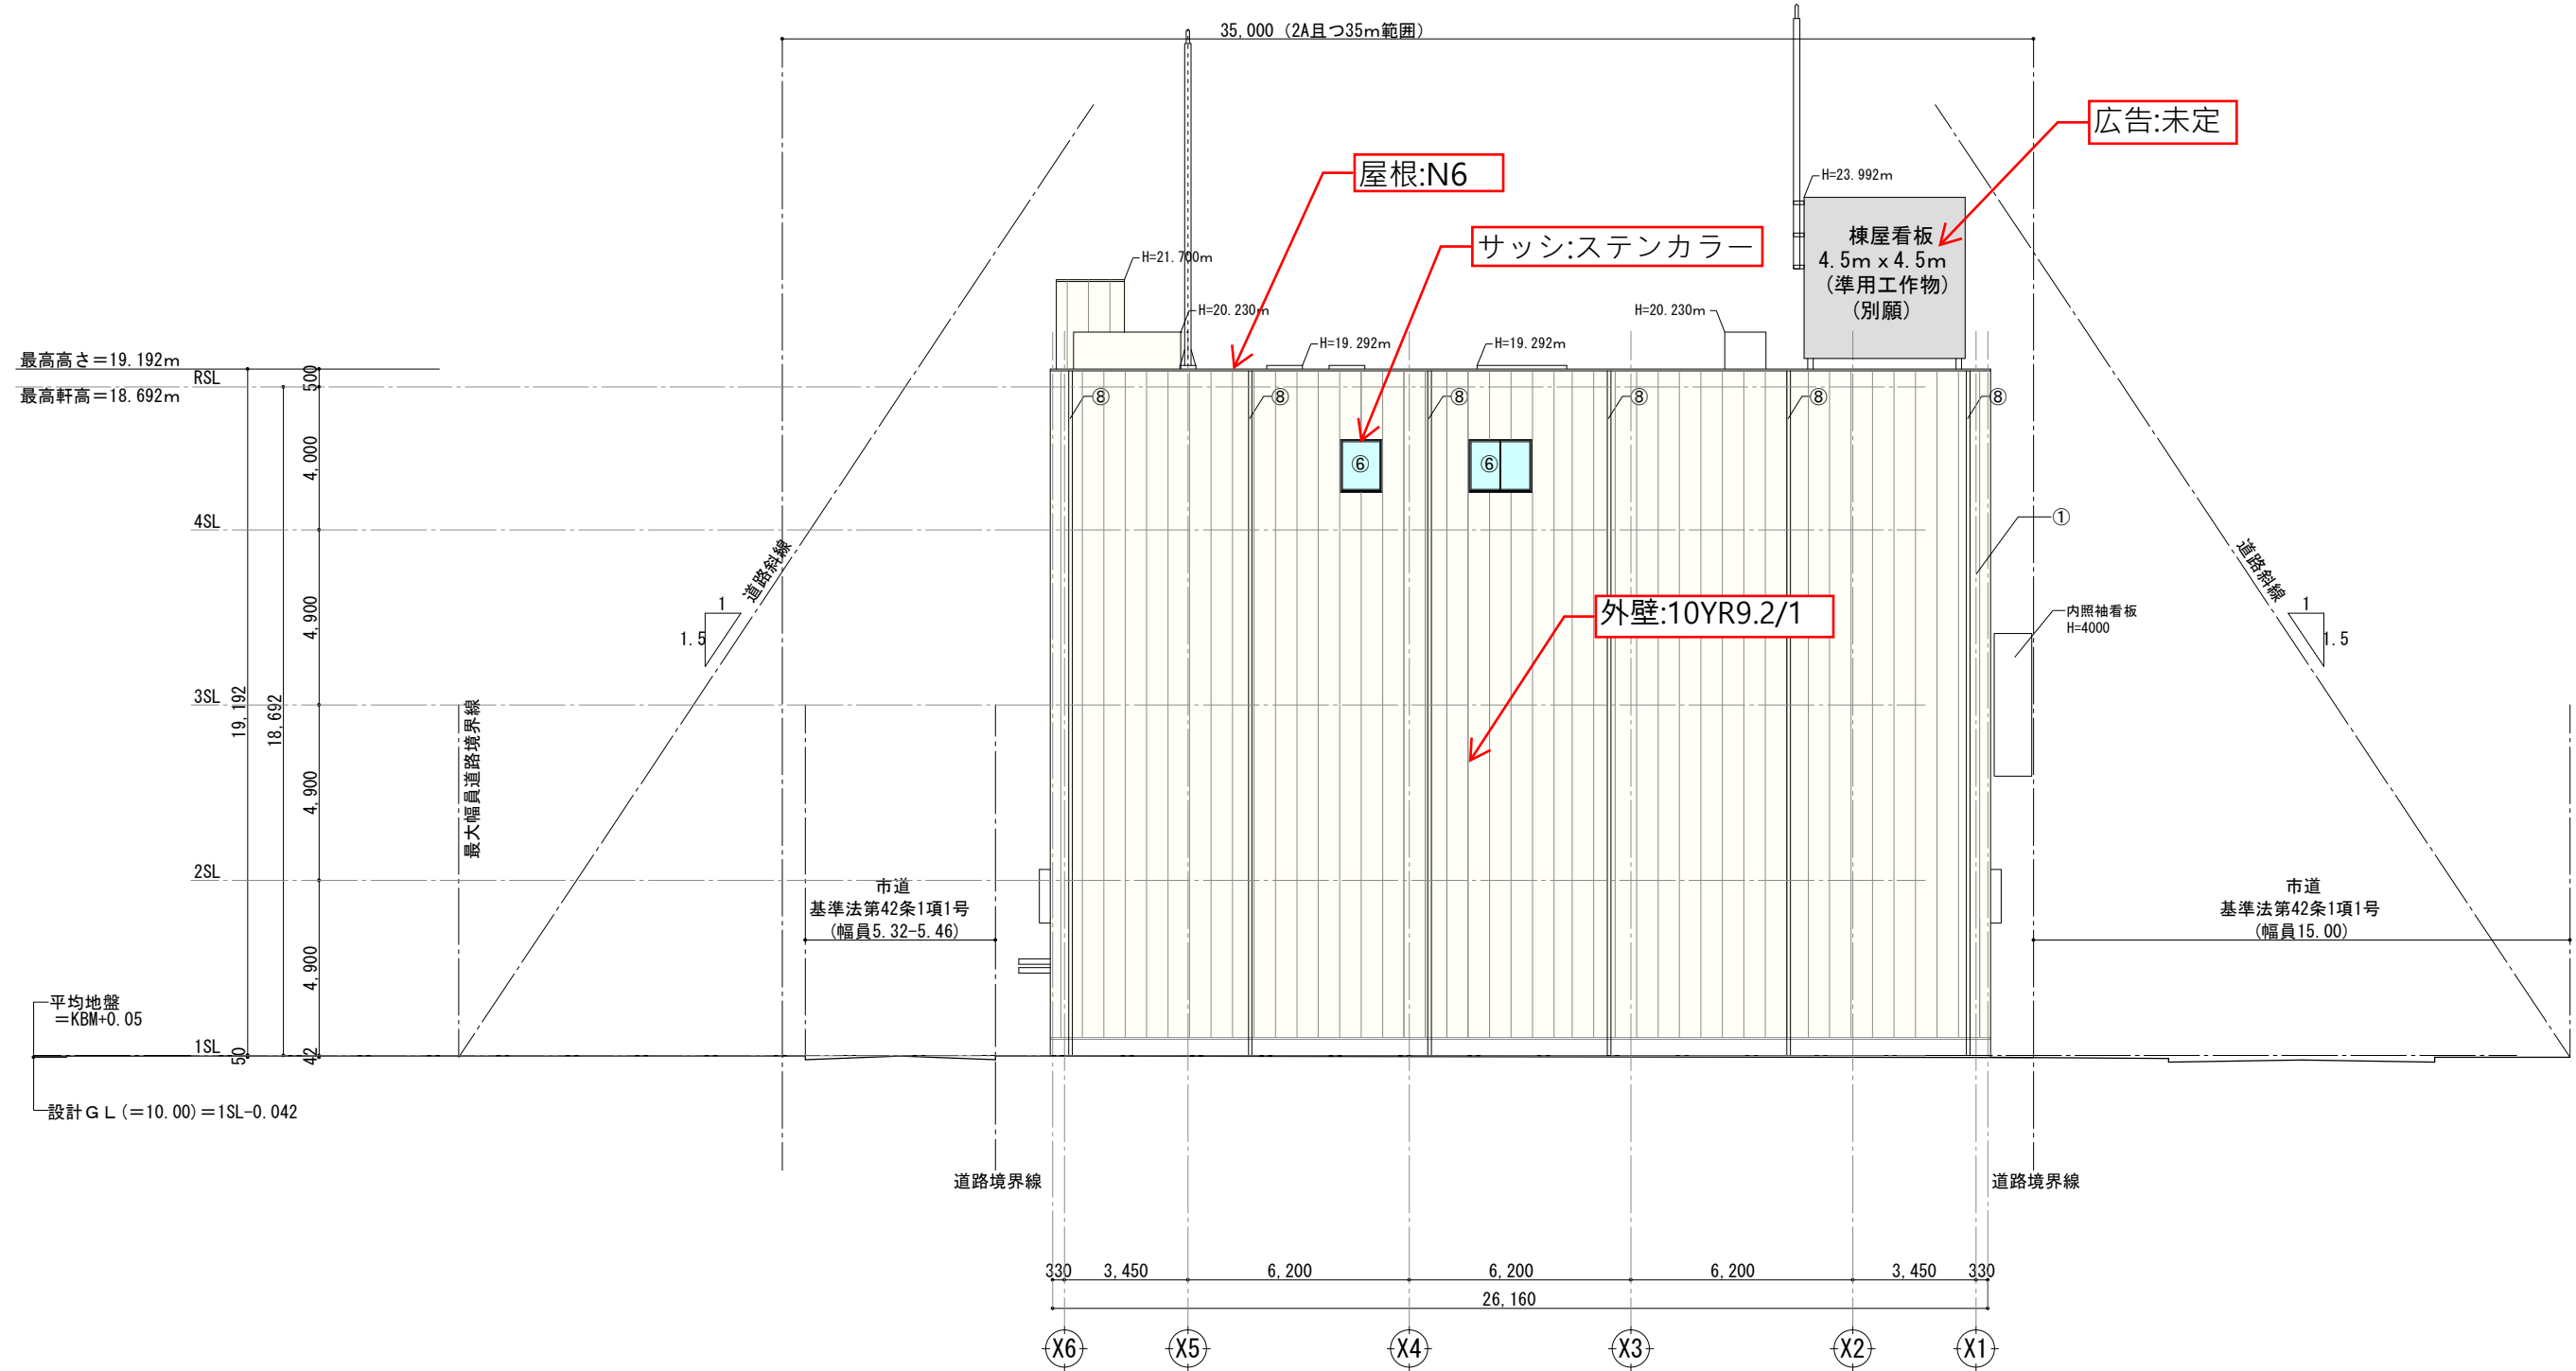 35,000 (2A且つ35m範囲)
広告:未定
屋根:N6
H=23.992m
サッシ:ステンカラー
棟屋看板
4.5m x 4.5m
(準用工作物)
(別願)
H=21.700m
H=20.230m
H=20.230m
H=19.292m
H=19.292m
最高高さ=19.192m
RSL
最高軒高=18.692m
500
⑧
⑧
⑧
⑧
⑧
⑧
4,000
⑥
⑥
4SL
①
道路斜線
道路斜線
1
1.5
1
1.5
4,900
外壁:10YR9.2/1
内照袖看板
H=4000
3SL
19,192
18,692
最大幅員道路境界線
4,900
2SL
市道
基準法第42条1項1号
(幅員5.32-5.46)
市道
基準法第42条1項1号
(幅員15.00)
4,900
平均地盤
=KBM+0.05
1SL
50
42
設計GL(=10.00)=1SL-0.042
道路境界線
道路境界線
330
3,450
6,200
6,200
6,200
3,450
330
26,160
X6
X5
X4
X3
X2
X1